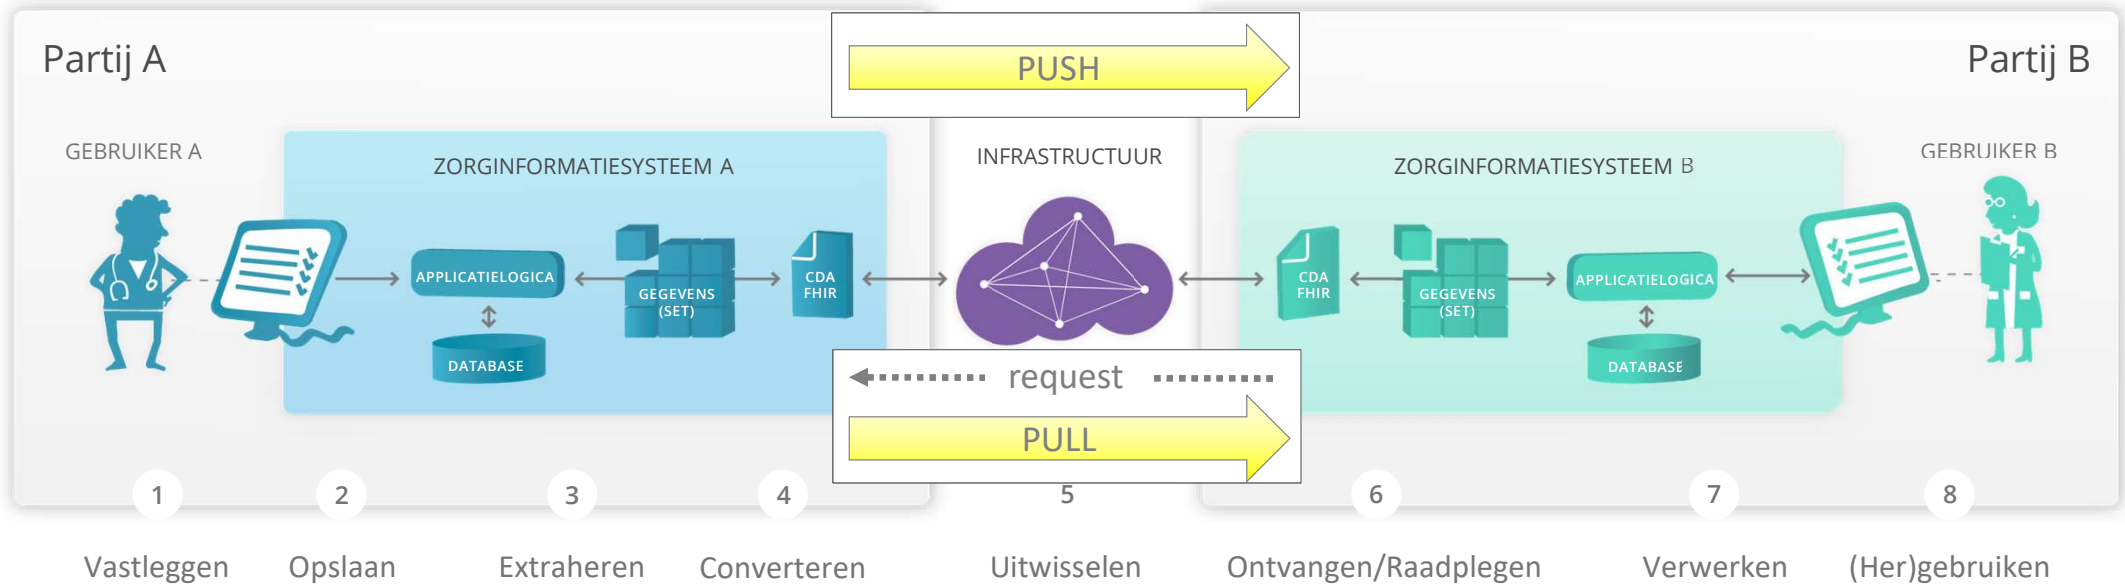 Partij A
PUSH
Partij B
GEBRUIKER A
ZORGINFORMATIESYSTEEM A
INFRASTRUCTUUR
ZORGINFORMATIESYSTEEM B
GEBRUIKER B
APPLICATIELOGICA
DATABASE
GEGEVENS
(SET)
CDA
FHIR
CDA
FHIR
GEGEVENS
(SET)
APPLICATIELOGICA
DATABASE
request
PULL
1 2 3 4 5 6 7 8
Vastleggen Opslaan Extraheren Converteren Uitwisselen Ontvangen/Raadplegen Verwerken (Her)gebruiken